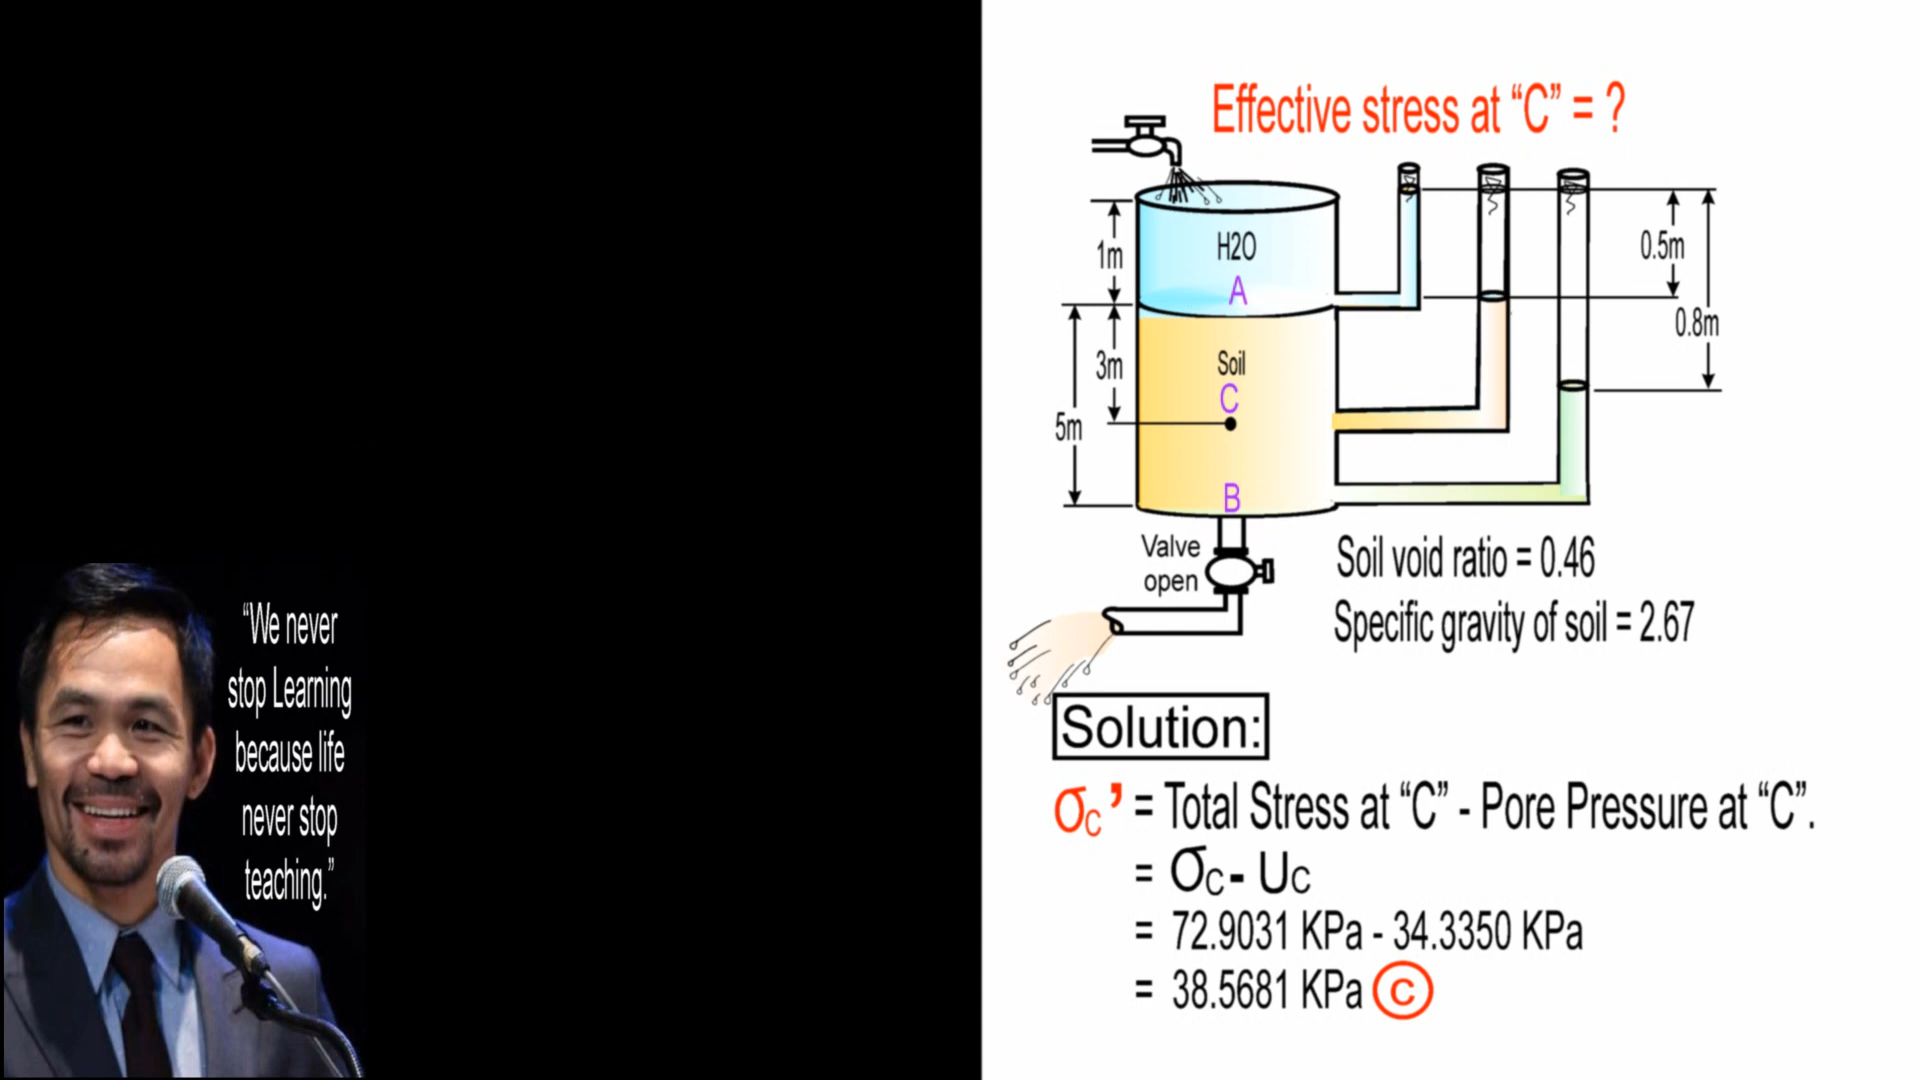 “We never
stop Learning
because life
never stop
teaching.”
Effective stress at “C” = ?
1m
H2O
A
3m
Soil
C
5m
B
0.5m
0.8m
Valve
open
Soil void ratio = 0.46
Specific gravity of soil = 2.67
Solution:
σc’ = Total Stress at “C” - Pore Pressure at “C”.
= σc - Uc
= 72.9031 KPa - 34.3350 KPa
= 38.5681 KPa C